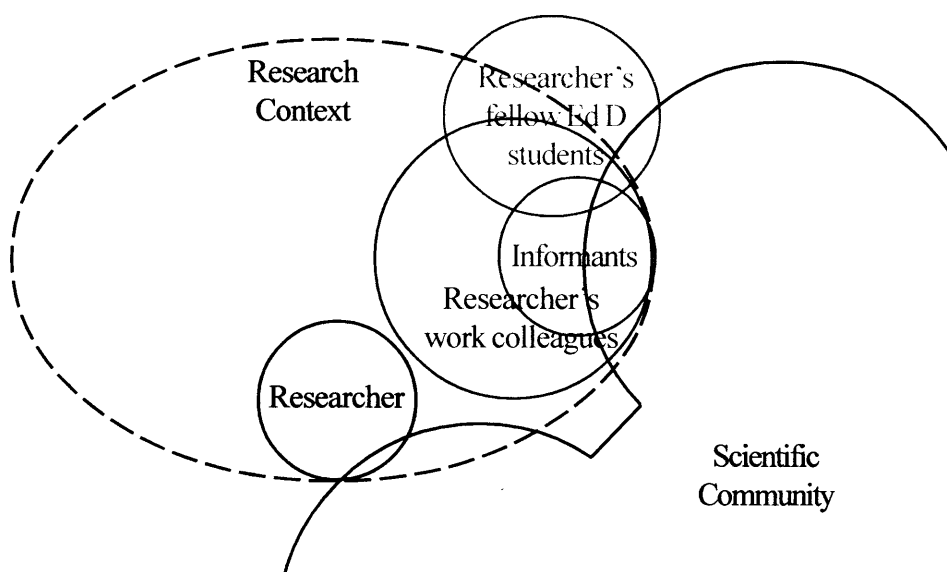 Research
Context
Researcher's
fellow Ed D
students
Informants
Researcher's
work colleagues
Researcher
Scientific
Community